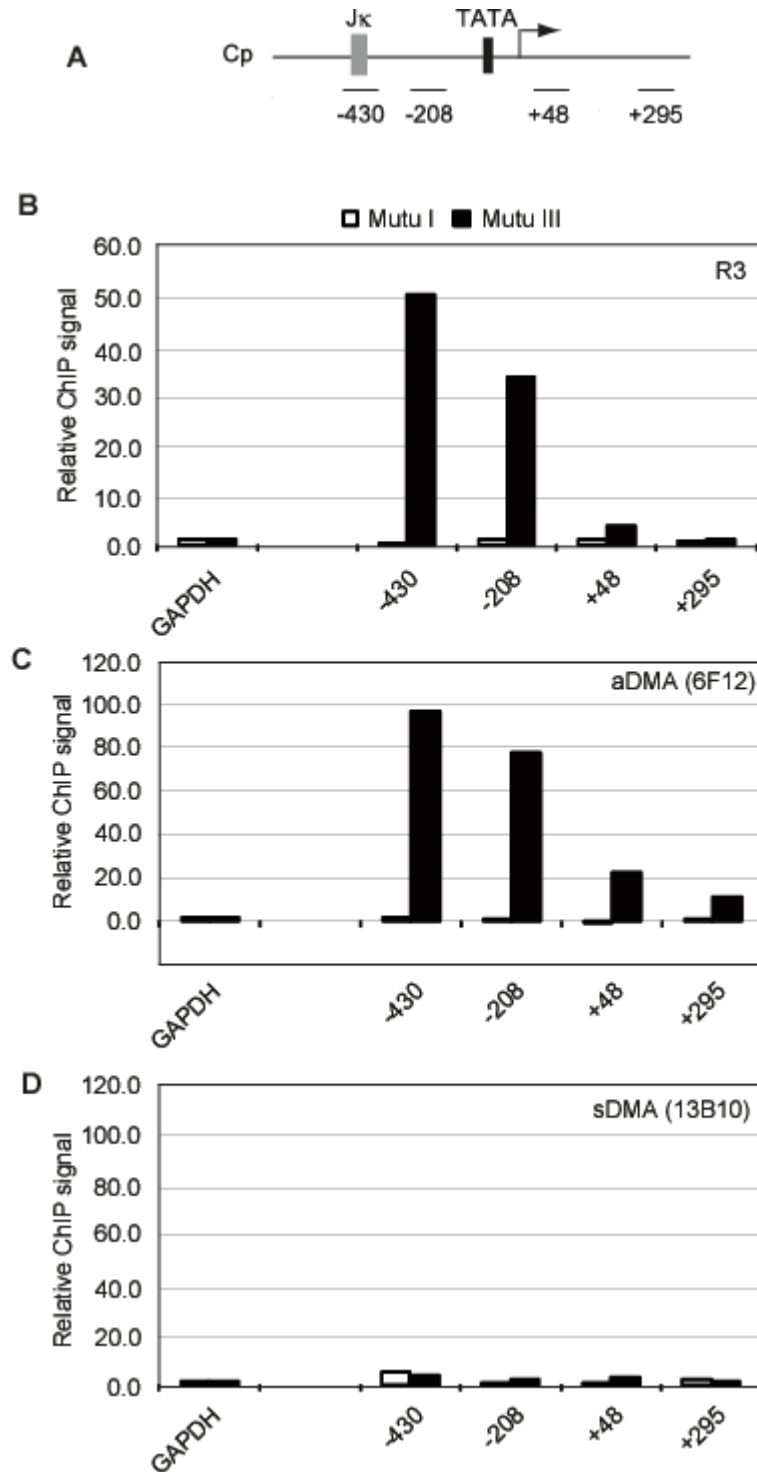 A
Jκ TATA
Cp
-430 -208 +48 +295
B
Mutu I Mutu III
R3
Relative ChIP signal
60.0
50.0
40.0
30.0
20.0
10.0
0.0
GAPDH -430 -208 +48 +295
C
aDMA (6F12)
Relative ChIP signal
120.0
100.0
80.0
60.0
40.0
20.0
0.0
GAPDH -430 -208 +48 +295
D
sDMA (13B10)
Relative ChIP signal
120.0
100.0
80.0
60.0
40.0
20.0
0.0
GAPDH -430 -208 +48 +295